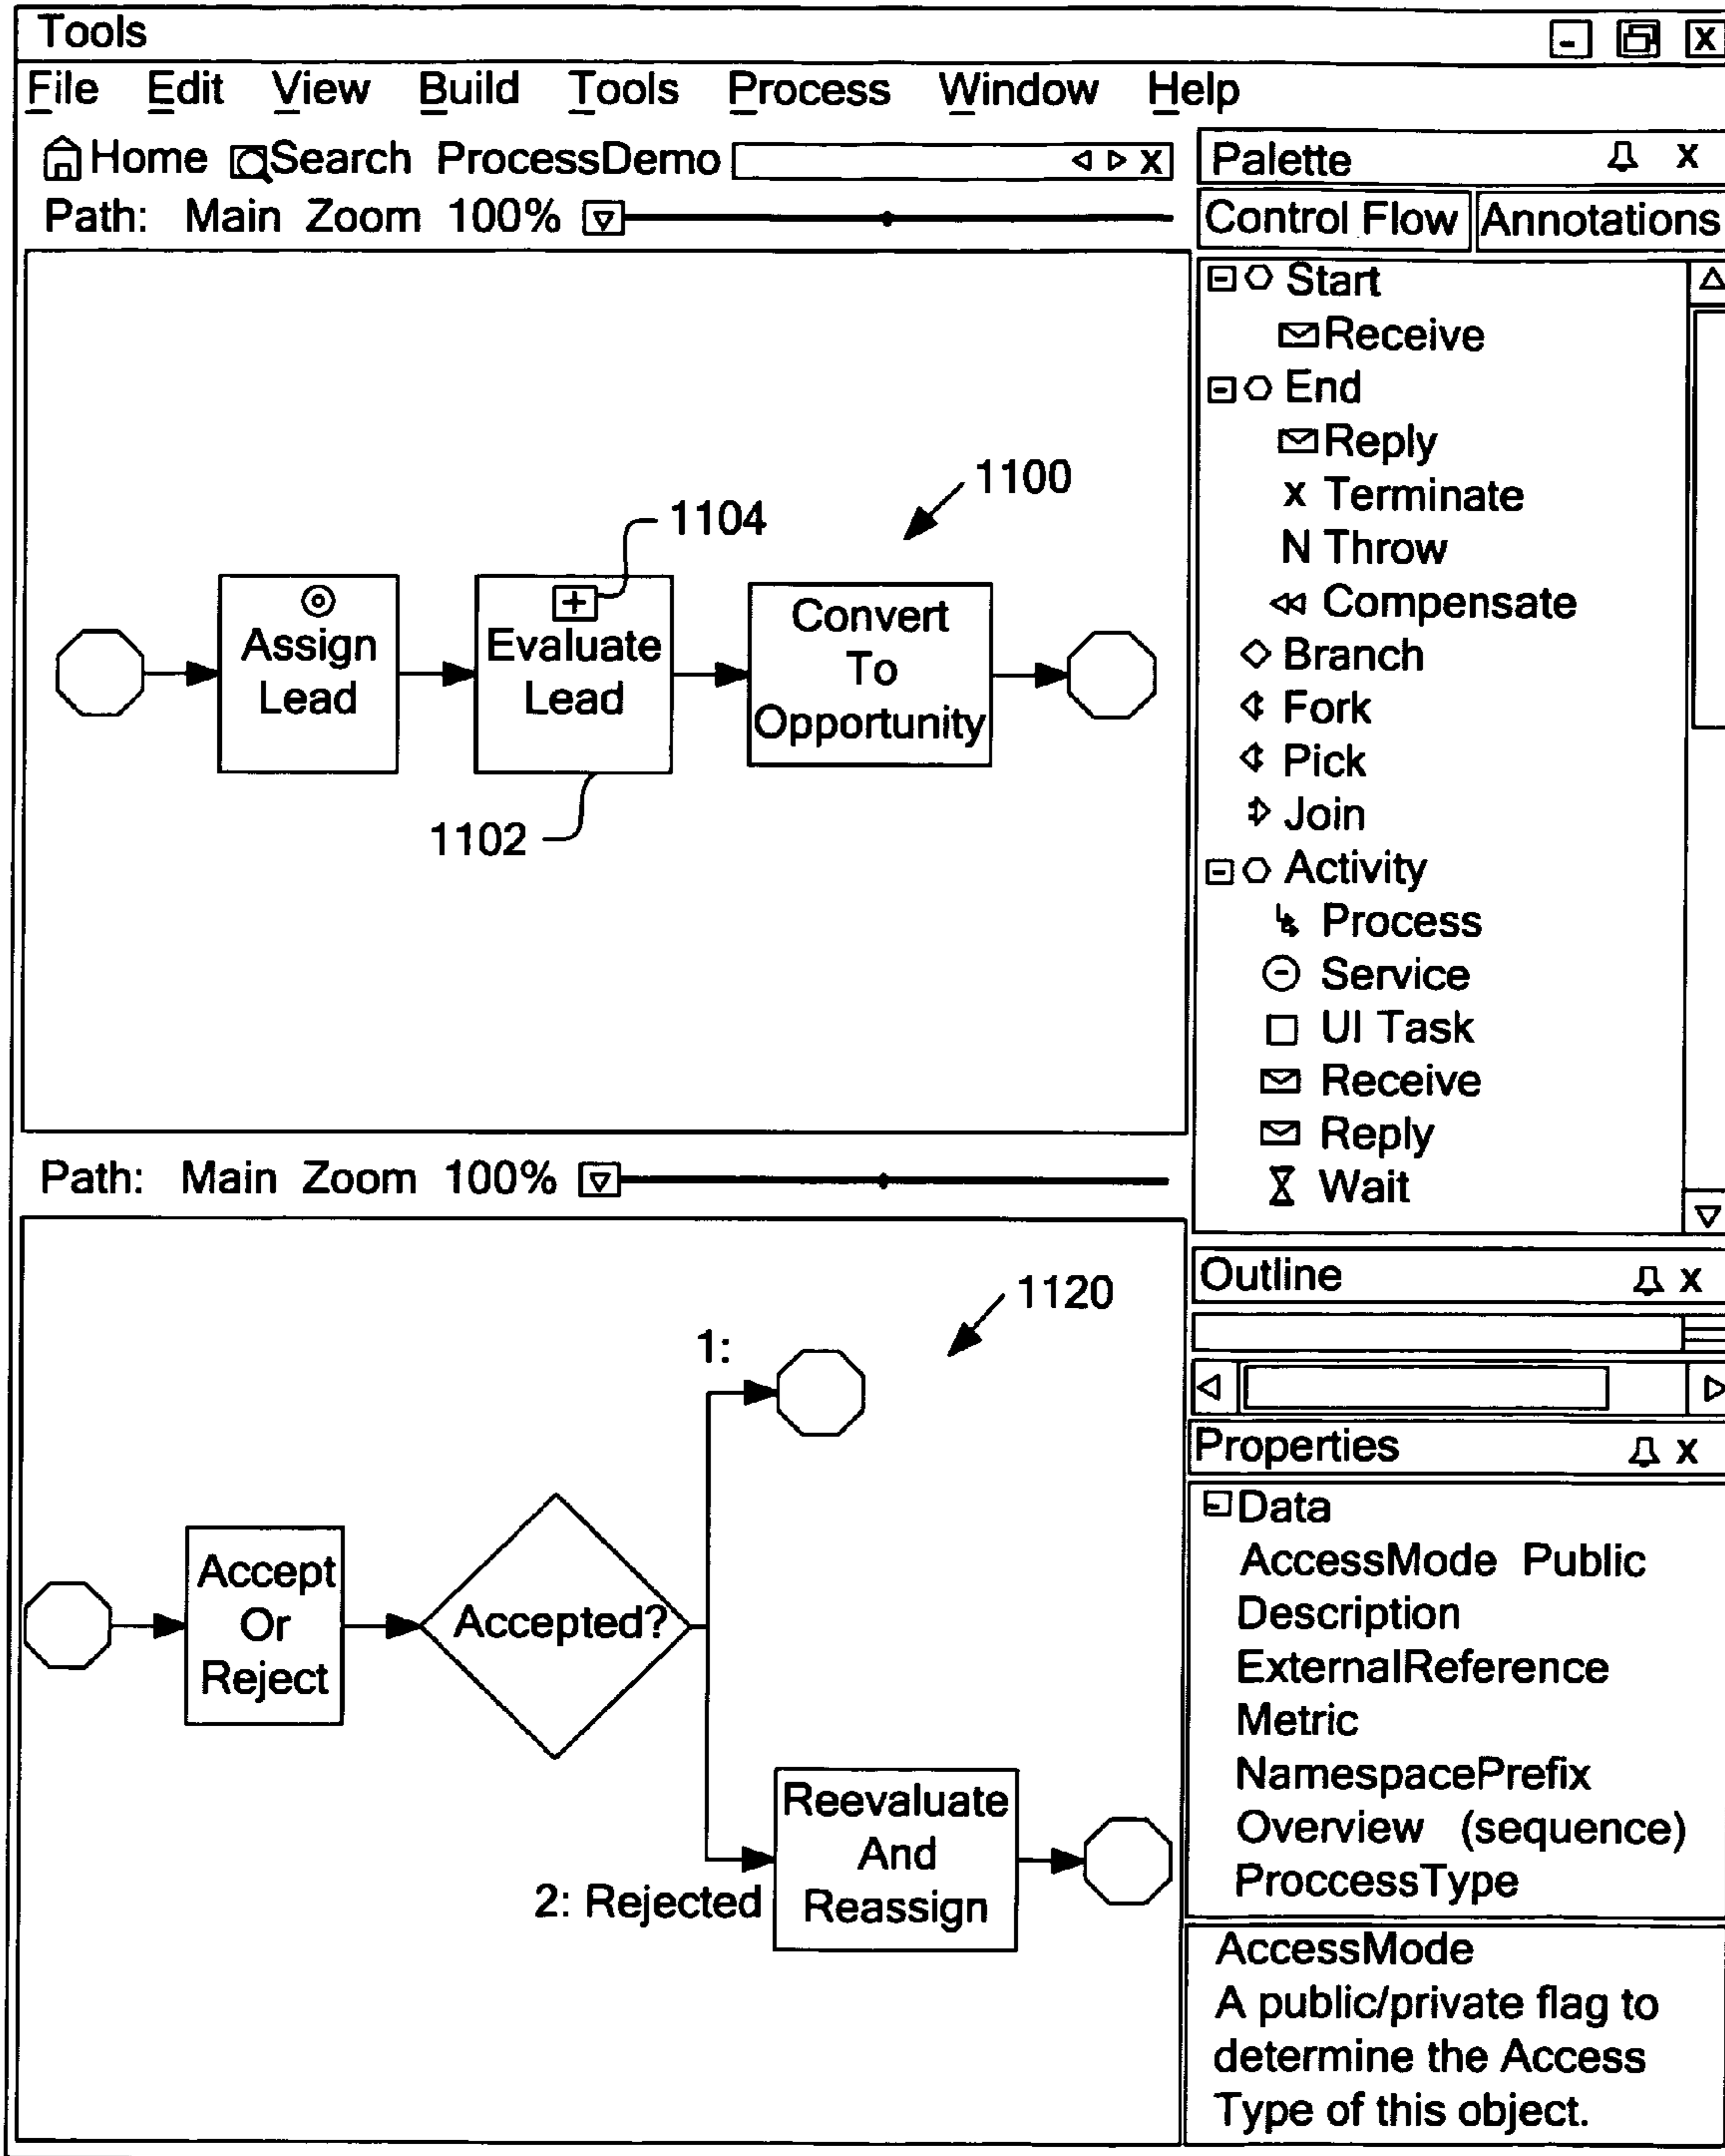 Tools
File Edit View Build Tools Process Window Help
Home Search ProcessDemo X
Path: Main Zoom 100%
Palette X
Control Flow Annotations
1100
1104
Assign
Lead
Evaluate
Lead
Convert
To
Opportunity
1102
Start
Receive
End
Reply
X Terminate
N Throw
Compensate
Branch
Fork
Pick
Join
Activity
Process
Service
UI Task
Receive
Reply
Wait
Path: Main Zoom 100%
1120
1:
Accept
Or
Reject
Accepted?
2: Rejected
Reevaluate
And
Reassign
Outline X
Properties X
Data
AccessMode Public
Description
ExternalReference
Metric
NamespacePrefix
Overview (sequence)
ProccessType
AccessMode
A public/private flag to
determine the Access
Type of this object.